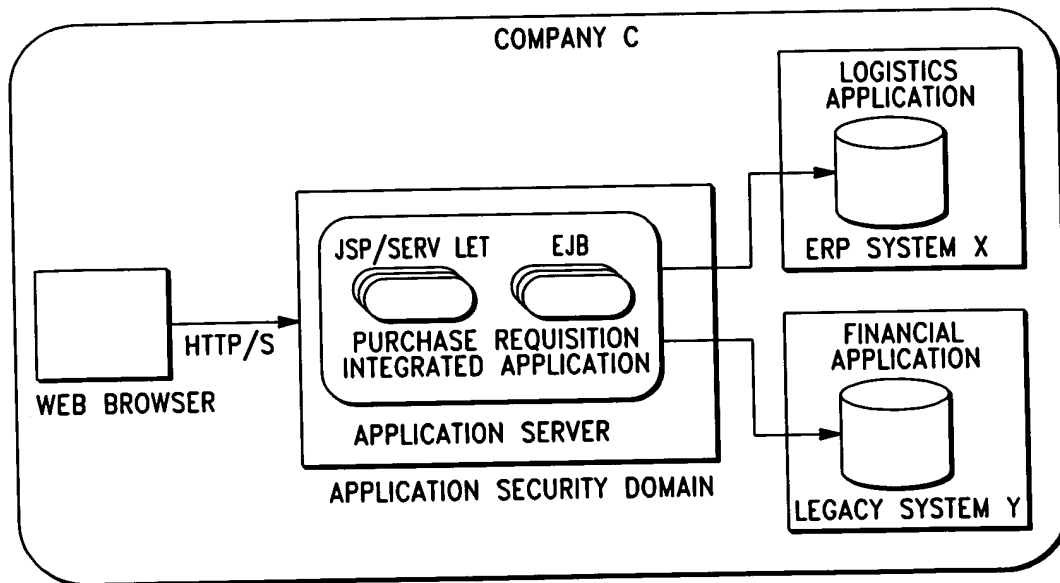 COMPANY C
LOGISTICS
APPLICATION
ERP SYSTEM X
JSP/SERV LET
EJB
PURCHASE REQUISITION
INTEGRATED APPLICATION
APPLICATION SERVER
APPLICATION SECURITY DOMAIN
HTTP/S
WEB BROWSER
FINANCIAL
APPLICATION
LEGACY SYSTEM Y